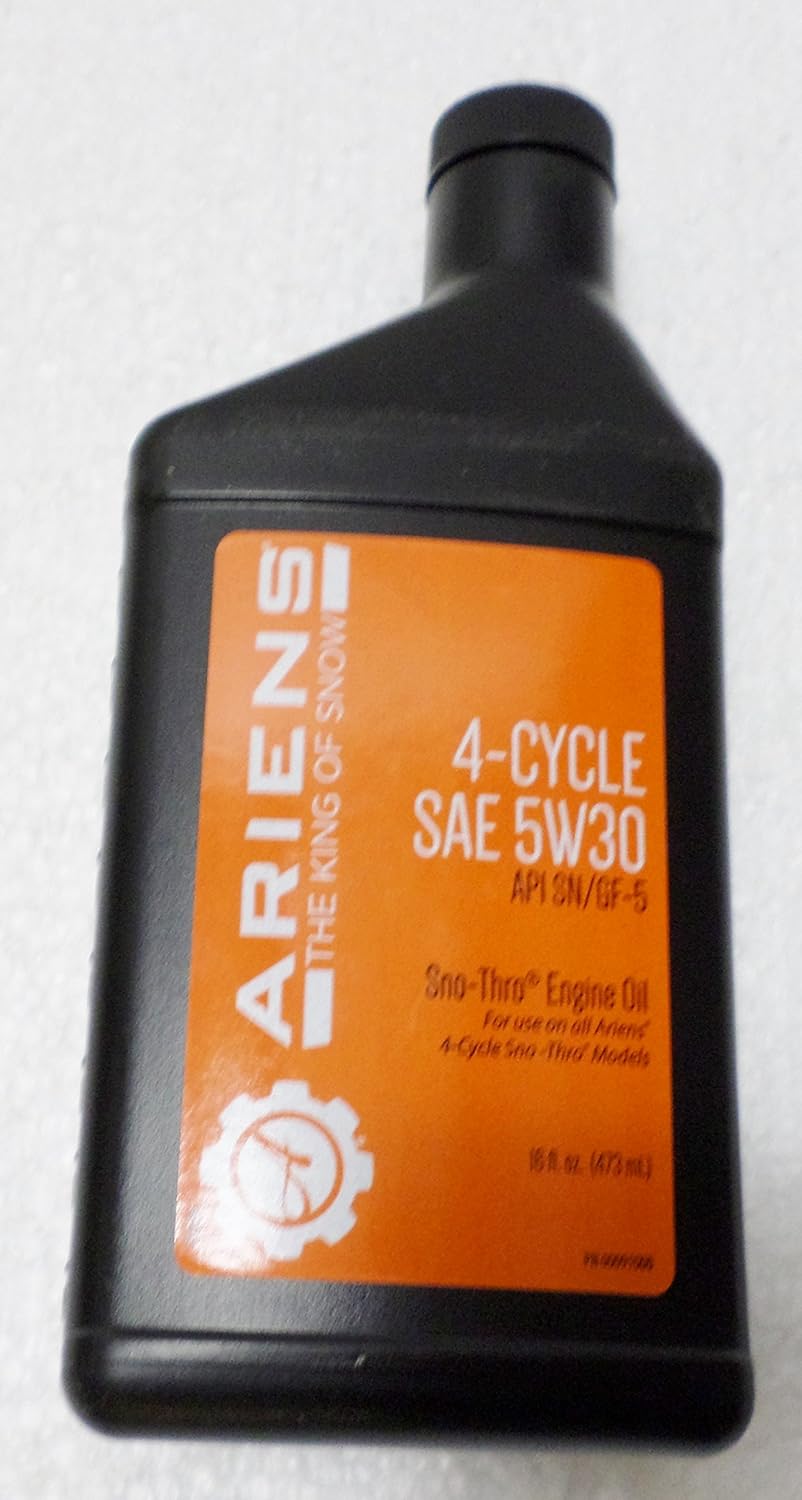 ARIENS
THE KING OF SNOW
4-CYCLE
SAE 5W30
API SN/GF-5
Sno-Thro® Engine Oil
For use on all Ariens®
4-Cycle Sno-Thro® Models
16 fl. oz. (473 mL)